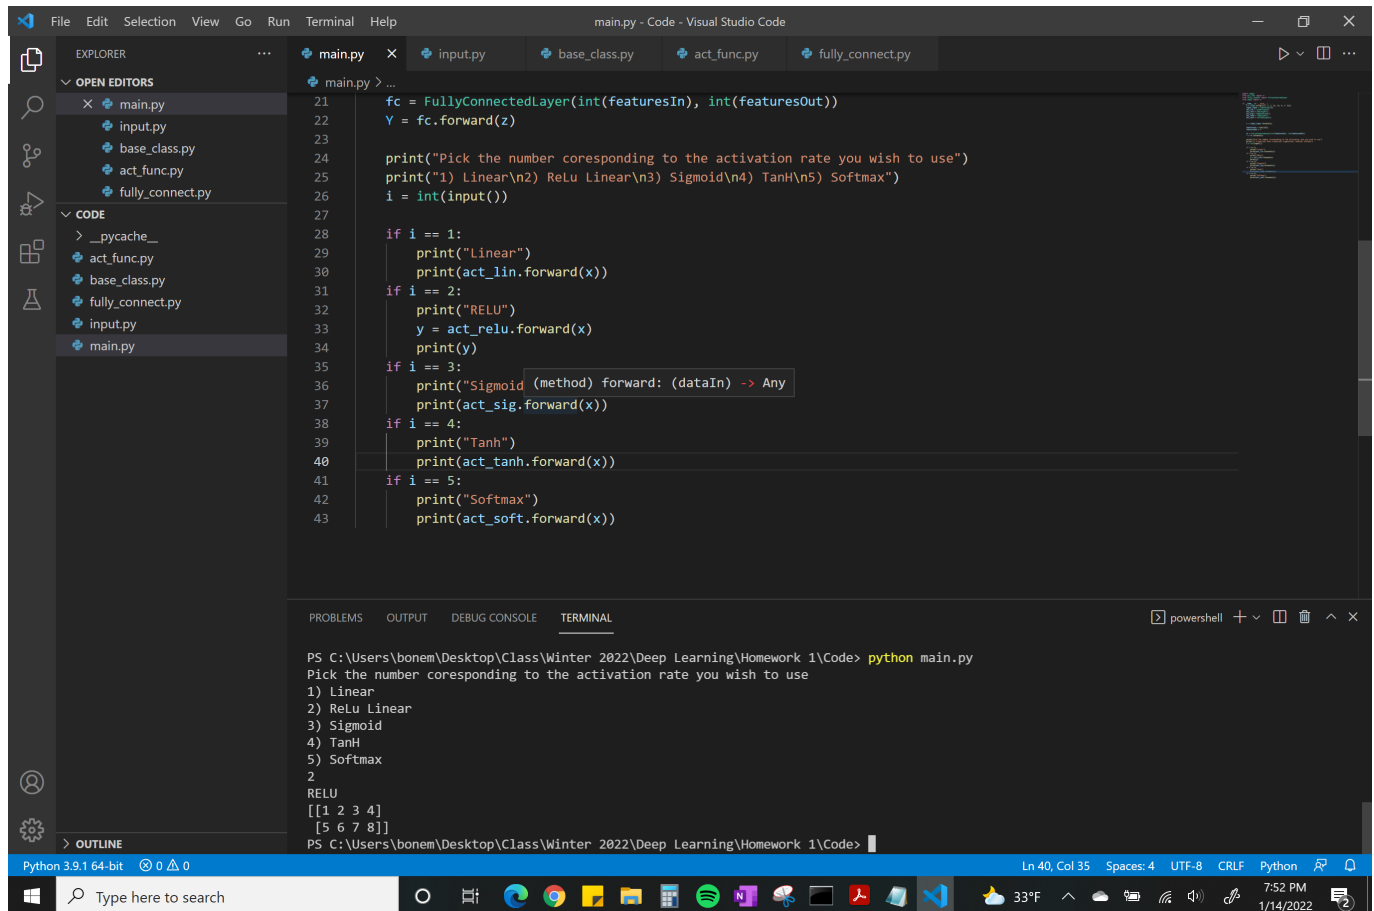 File Edit Selection View Go Run Terminal Help
main.py - Code - Visual Studio Code
EXPLORER
OPEN EDITORS
main.py
input.py
base_class.py
act_func.py
fully_connect.py
CODE
__pycache__
act_func.py
base_class.py
fully_connect.py
input.py
main.py
OUTLINE
main.py input.py base_class.py act_func.py fully_connect.py
main.py > ...
21 fc = FullyConnectedLayer(int(featuresIn), int(featuresOut))
22 Y = fc.forward(z)
23
24 print("Pick the number coresponding to the activation rate you wish to use")
25 print("1) Linear\n2) ReLu Linear\n3) Sigmoid\n4) TanH\n5) Softmax")
26 i = int(input())
27
28 if i == 1:
29 print("Linear")
30 print(act_lin.forward(x))
31 if i == 2:
32 print("RELU")
33 y = act_relu.forward(x)
34 print(y)
35 if i == 3:
36 print("Sigmoid
(method) forward: (dataIn) -> Any
37 print(act_sig.forward(x))
38 if i == 4:
39 print("Tanh")
40 print(act_tanh.forward(x))
41 if i == 5:
42 print("Softmax")
43 print(act_soft.forward(x))
PROBLEMS OUTPUT DEBUG CONSOLE TERMINAL
powershell
PS C:\Users\bonem\Desktop\Class\Winter 2022\Deep Learning\Homework 1\Code> python main.py
Pick the number coresponding to the activation rate you wish to use
1) Linear
2) ReLu Linear
3) Sigmoid
4) TanH
5) Softmax
2
RELU
[[1 2 3 4]
[5 6 7 8]]
PS C:\Users\bonem\Desktop\Class\Winter 2022\Deep Learning\Homework 1\Code>
Python 3.9.1 64-bit 0 0
Ln 40, Col 35 Spaces: 4 UTF-8 CRLF Python
Type here to search
33°F
7:52 PM
1/14/2022
2